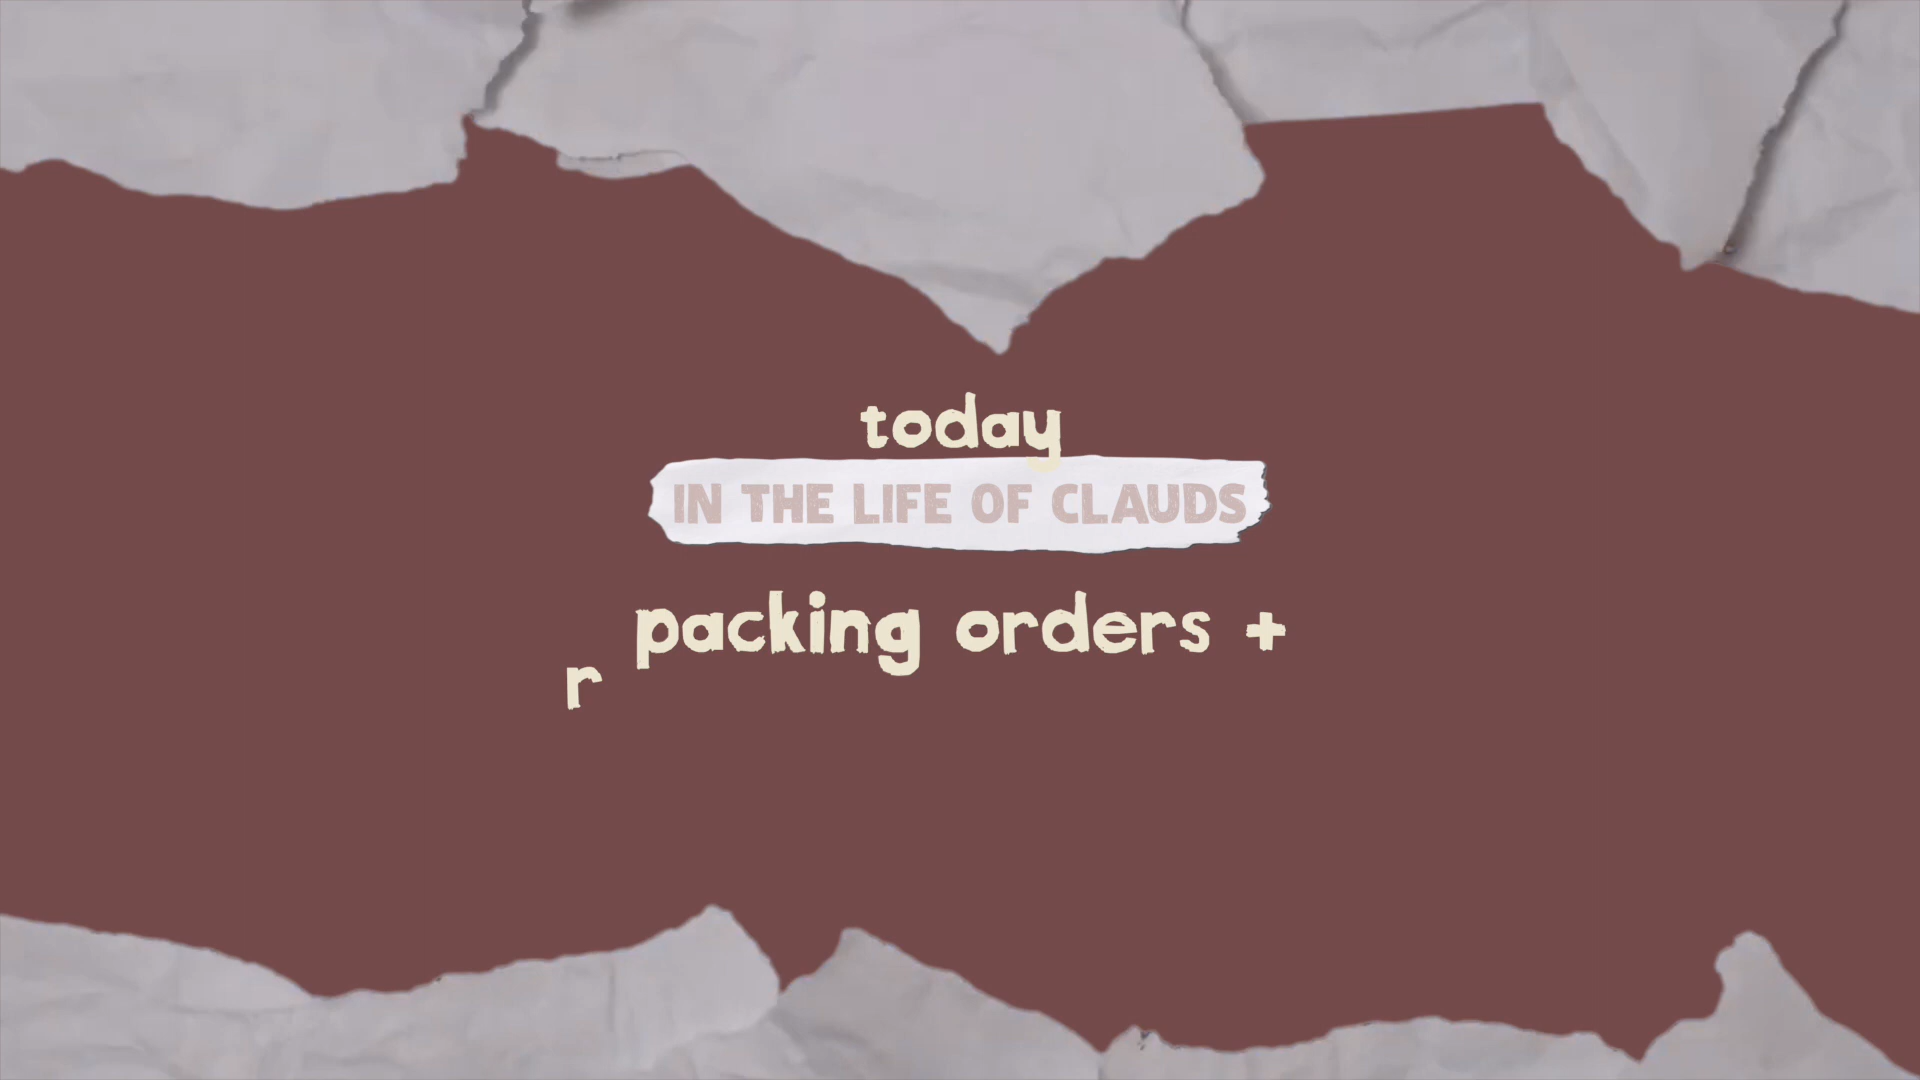 today
IN THE LIFE OF CLAUDS
packing orders +
r